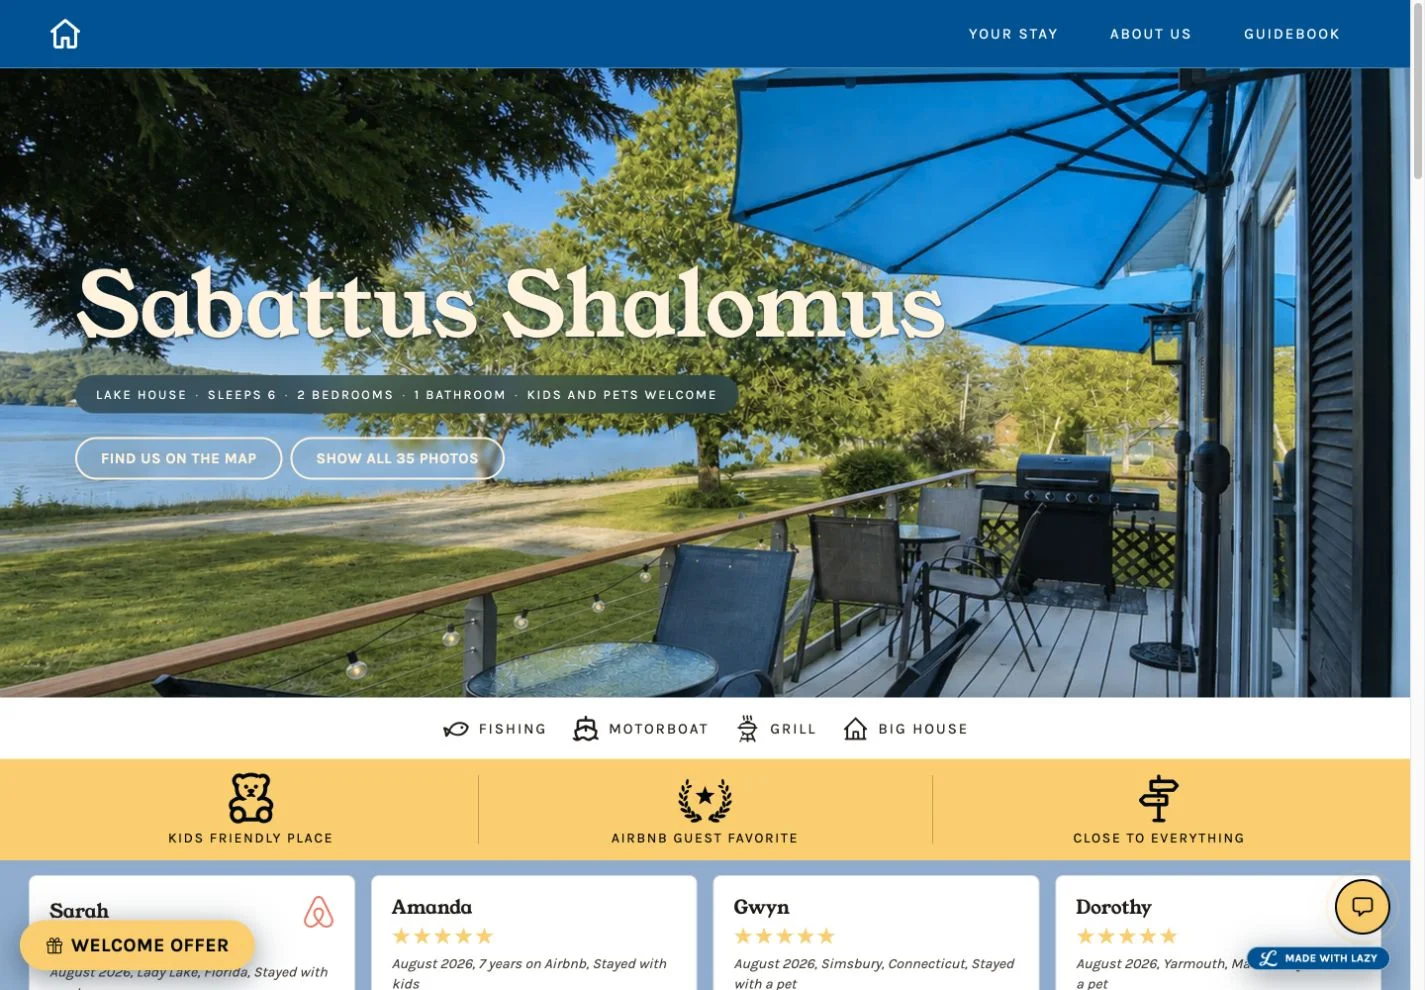 YOUR STAY
ABOUT US
GUIDEBOOK
Sabattus Shalomus
LAKE HOUSE · SLEEPS 6 · 2 BEDROOMS · 1 BATHROOM · KIDS AND PETS WELCOME
FIND US ON THE MAP
SHOW ALL 35 PHOTOS
FISHING
MOTORBOAT
GRILL
BIG HOUSE
KIDS FRIENDLY PLACE
AIRBNB GUEST FAVORITE
CLOSE TO EVERYTHING
Sarah
August 2026, Lady Lake, Florida, Stayed with
Amanda
August 2026, 7 years on Airbnb, Stayed with
kids
Gwyn
August 2026, Simsbury, Connecticut, Stayed
with a pet
Dorothy
August 2026, Yarmouth,
a pet
WELCOME OFFER
MADE WITH LAZY